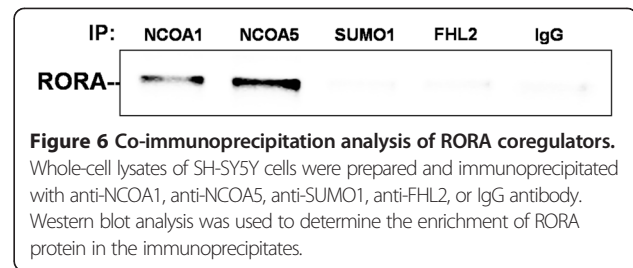 IP: NCOA1 NCOA5 SUMO1 FHL2 IgG
RORA--
Figure 6 Co-immunoprecipitation analysis of RORA coregulators.
Whole-cell lysates of SH-SY5Y cells were prepared and immunoprecipitated
with anti-NCOA1, anti-NCOA5, anti-SUMO1, anti-FHL2, or IgG antibody.
Western blot analysis was used to determine the enrichment of RORA
protein in the immunoprecipitates.